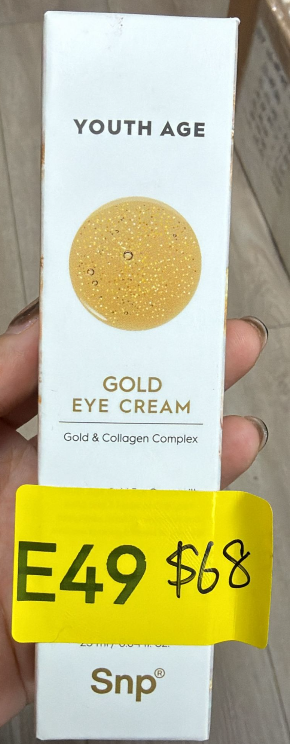 YOUTH AGE
GOLD
EYE CREAM
Gold & Collagen Complex
E49 $68
Snp®